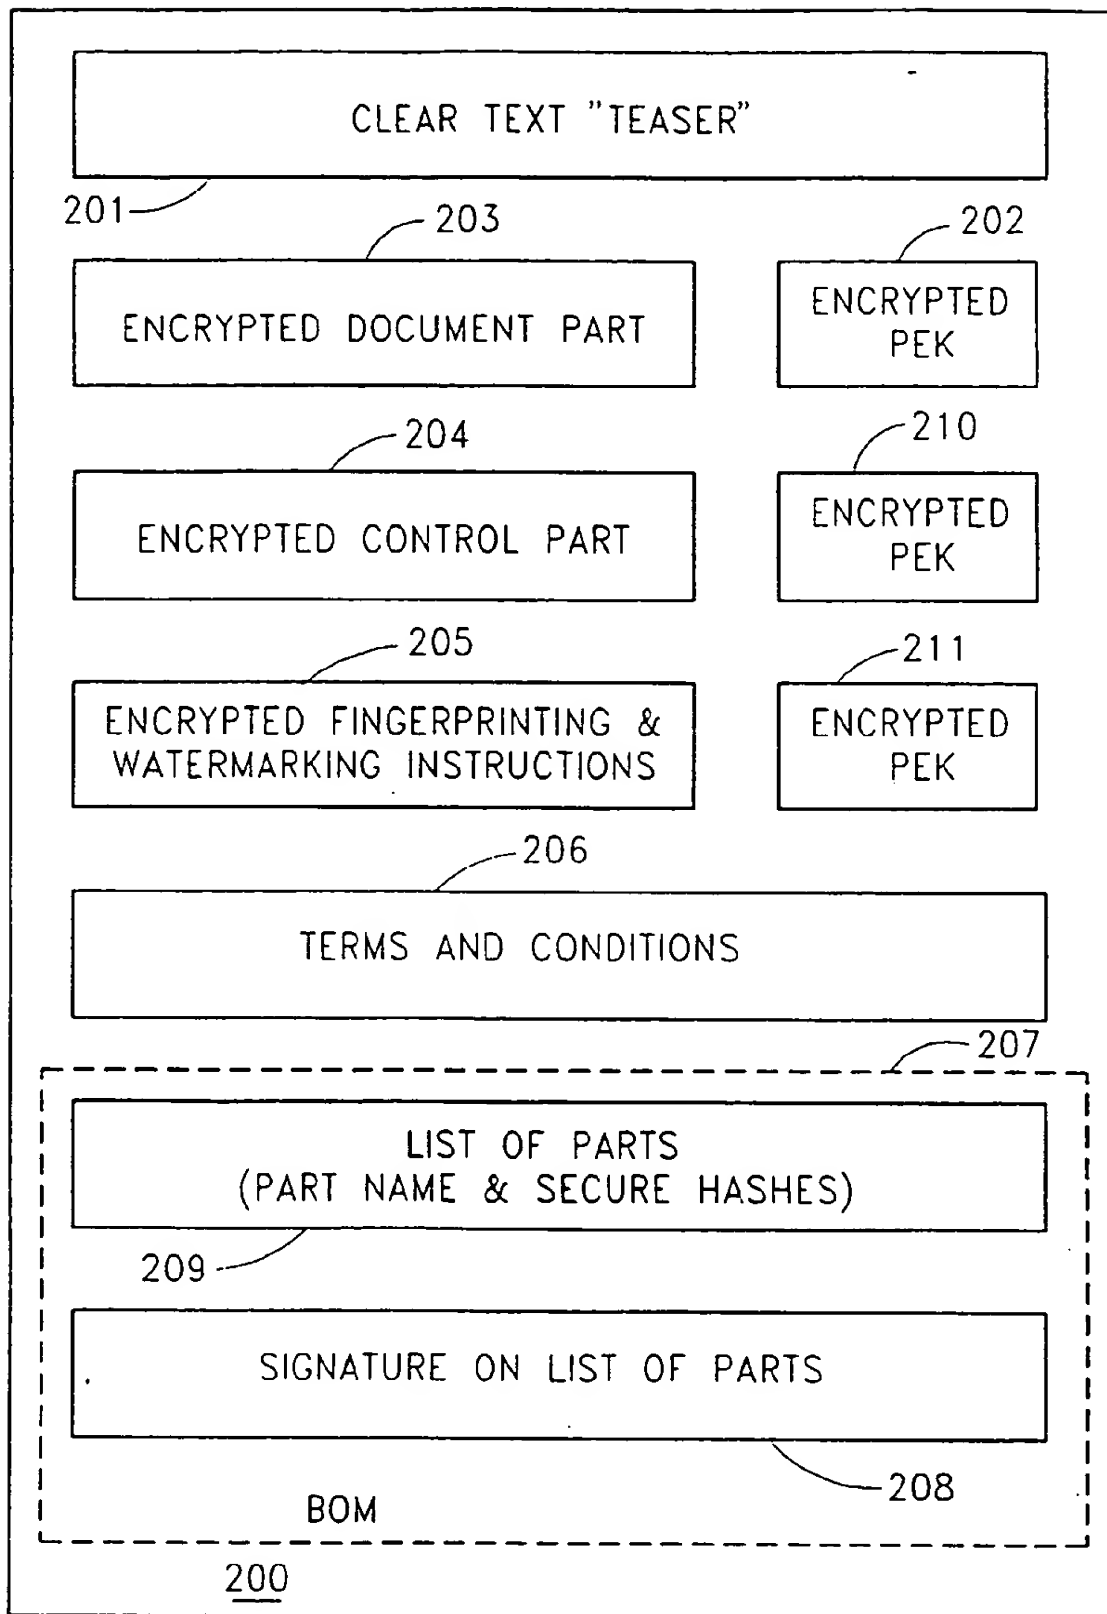 CLEAR TEXT "TEASER"
201
203
202
ENCRYPTED DOCUMENT PART
ENCRYPTED
PEK
204
210
ENCRYPTED CONTROL PART
ENCRYPTED
PEK
205
211
ENCRYPTED FINGERPRINTING &
WATERMARKING INSTRUCTIONS
ENCRYPTED
PEK
206
TERMS AND CONDITIONS
207
LIST OF PARTS
(PART NAME & SECURE HASHES)
209
SIGNATURE ON LIST OF PARTS
208
BOM
200